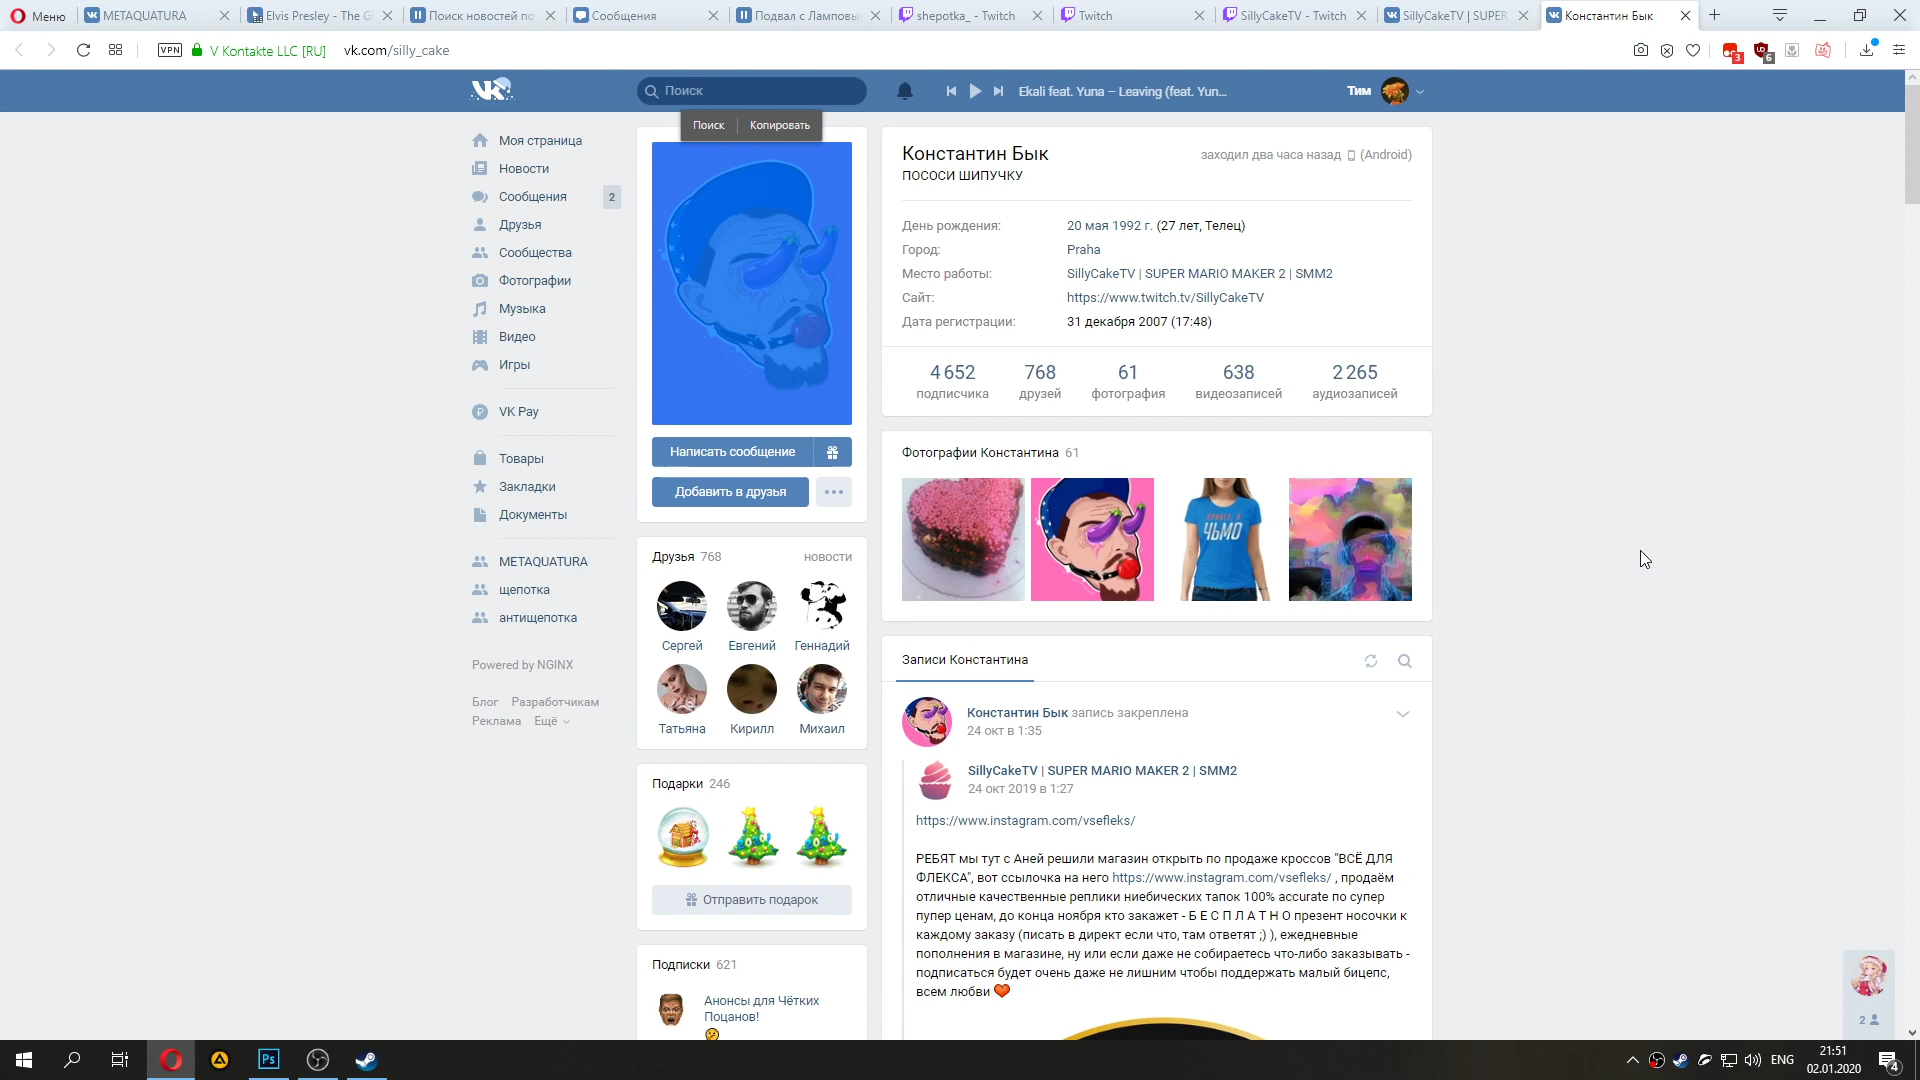 Меню
METAQUATURA
Elvis Presley - The G
Поиск новостей по
Сообщения
Подвал с Ламповы
shepotka_ - Twitch
Twitch
SillyCakeTV - Twitch
SillyCakeTV | SUPER
Константин Бык
VPN
V Kontakte LLC [RU]
vk.com/silly_cake
3
6
Поиск
Ekali feat. Yuna – Leaving (feat. Yun...
Тим
Поиск
Копировать
Моя страница
Новости
Сообщения
2
Друзья
Сообщества
Фотографии
Музыка
Видео
Игры
VK Pay
Товары
Закладки
Документы
METAQUATURA
щепотка
антищепотка
Powered by NGINX
Блог Разработчикам
Реклама Ещё
Написать сообщение
Добавить в друзья
Друзья 768
новости
Сергей
Евгений
Геннадий
Татьяна
Кирилл
Михаил
Подарки 246
Отправить подарок
Подписки 621
Анонсы для Чётких
Поцанов!
Константин Бык
заходил два часа назад (Android)
ПОСОСИ ШИПУЧКУ
День рождения: 20 мая 1992 г. (27 лет, Телец)
Город: Praha
Место работы: SillyCakeTV | SUPER MARIO MAKER 2 | SMM2
Сайт: https://www.twitch.tv/SillyCakeTV
Дата регистрации: 31 декабря 2007 (17:48)
4 652 768 61 638 2 265
подписчика друзей фотография видеозаписей аудиозаписей
Фотографии Константина 61
ПРИВЕТ, Я
ЧЬМО
Записи Константина
Константин Бык запись закреплена
24 окт в 1:35
SillyCakeTV | SUPER MARIO MAKER 2 | SMM2
24 окт 2019 в 1:27
https://www.instagram.com/vsefleks/
РЕБЯТ мы тут с Аней решили магазин открыть по продаже кроссов "ВСЁ ДЛЯ
ФЛЕКСА", вот ссылочка на него https://www.instagram.com/vsefleks/ , продаём
отличные качественные реплики ниебических тапок 100% accurate по супер
пупер ценам, до конца ноября кто закажет - Б Е С П Л А Т Н О презент носочки к
каждому заказу (писать в директ если что, там ответят ;) ), ежедневные
пополнения в магазине, ну или если даже не собираетесь что-либо заказывать -
подписаться будет очень даже не лишним чтобы поддержать малый бицепс,
всем любви
2
Ps
ENG
21:51
02.01.2020
4